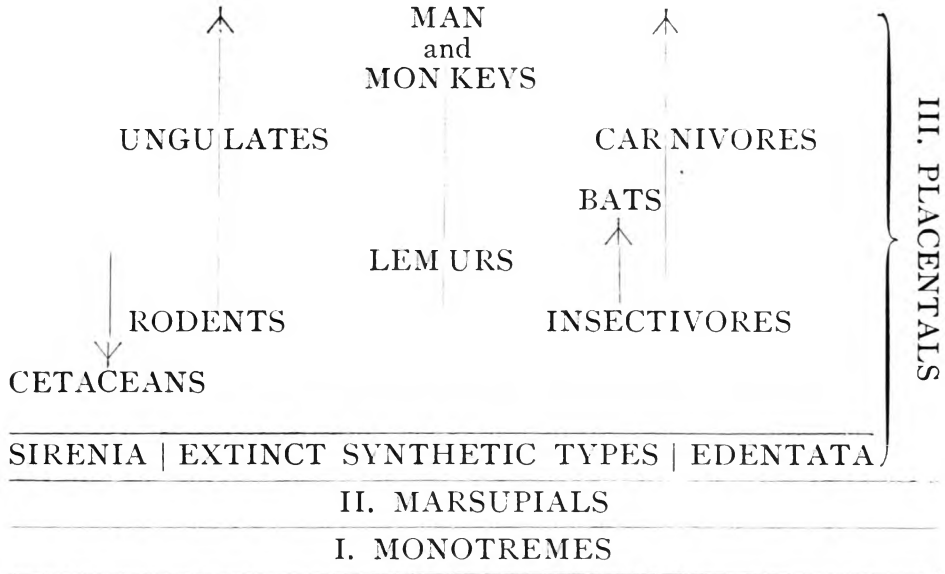 MAN
and
MONKEYS
UNGULATES CARNIVORES
BATS
LEMURS
RODENTS INSECTIVORES
CETACEANS
SIRENIA | EXTINCT SYNTHETIC TYPES | EDENTATA
II. MARSUPIALS
I. MONOTREMES
III. PLACENTALS